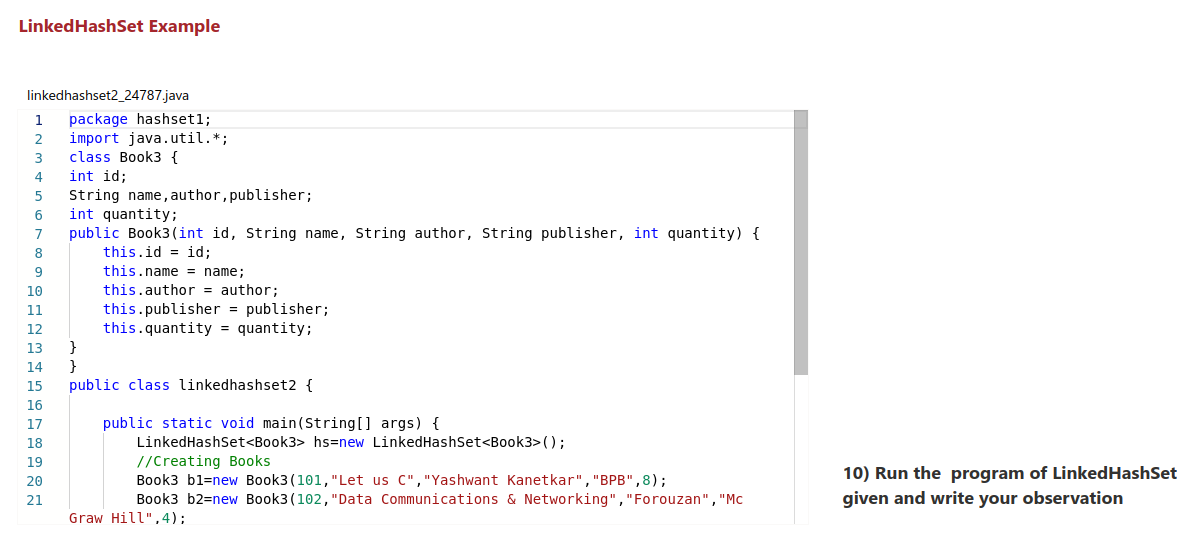 LinkedHashSet Example
linkedhashset2_24787.java
1 package hashset1;
2 import java.util.*;
3 class Book3 {
4 int id;
5 String name,author,publisher;
6 int quantity;
7 public Book3(int id, String name, String author, String publisher, int quantity) {
8     this.id = id;
9     this.name = name;
10     this.author = author;
11     this.publisher = publisher;
12     this.quantity = quantity;
13 }
14 }
15 public class linkedhashset2 {
16
17     public static void main(String[] args) {
18         LinkedHashSet<Book3> hs=new LinkedHashSet<Book3>();
19         //Creating Books
20         Book3 b1=new Book3(101,"Let us C","Yashwant Kanetkar","BPB",8);
21         Book3 b2=new Book3(102,"Data Communications & Networking","Forouzan","Mc
Graw Hill",4);
10) Run the  program of LinkedHashSet
given and write your observation